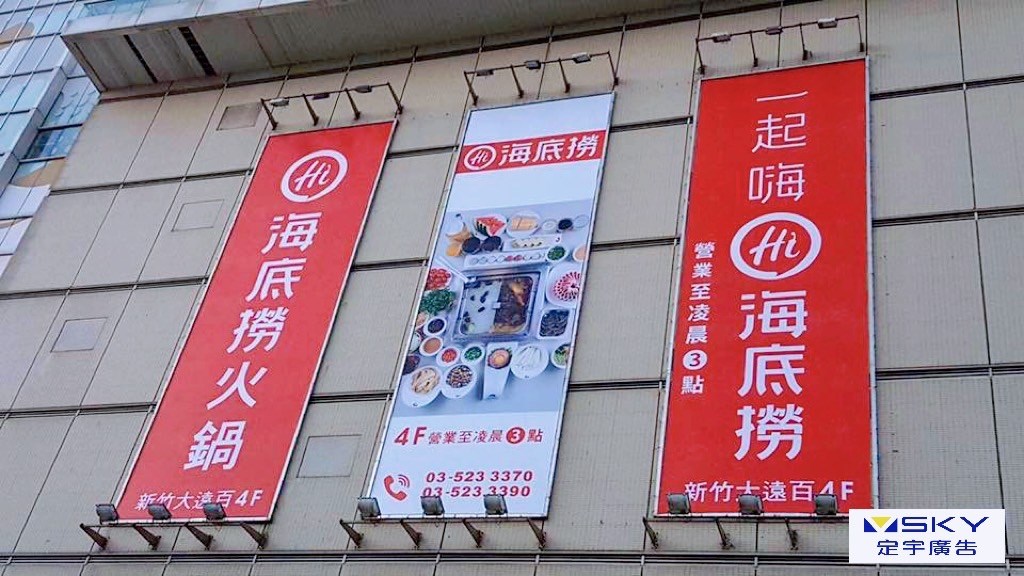 Hi
海底撈火鍋
新竹大遠百4F
Hi 海底撈
4F 營業至凌晨3點
03-523 3370
03-523 3390
一起嗨
Hi
海底撈
營業至凌晨3點
新竹大遠百4F
SKY
定宇廣告